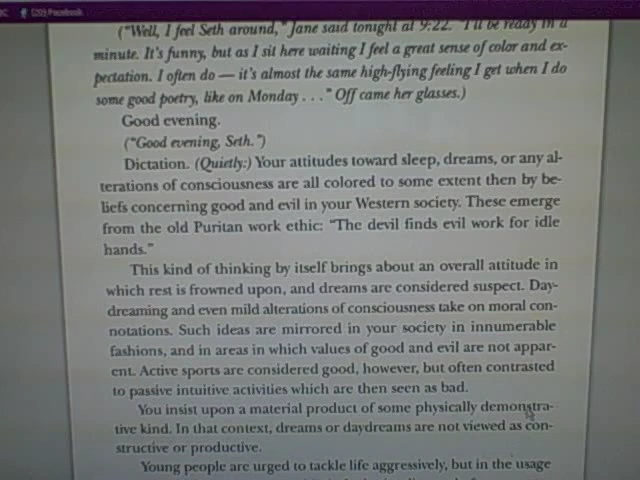 (20) Facebook
("Well, I feel Seth around," Jane said tonight at 9:22. "I'll be ready in a
minute. It's funny, but as I sit here waiting I feel a great sense of color and ex-
pectation. I often do — it's almost the same high-flying feeling I get when I do
some good poetry, like on Monday . . ." Off came her glasses.)
Good evening.
("Good evening, Seth.")
Dictation. (Quietly:) Your attitudes toward sleep, dreams, or any al-
terations of consciousness are all colored to some extent then by be-
liefs concerning good and evil in your Western society. These emerge
from the old Puritan work ethic: "The devil finds evil work for idle
hands."
This kind of thinking by itself brings about an overall attitude in
which rest is frowned upon, and dreams are considered suspect. Day-
dreaming and even mild alterations of consciousness take on moral con-
notations. Such ideas are mirrored in your society in innumerable
fashions, and in areas in which values of good and evil are not appar-
ent. Active sports are considered good, however, but often contrasted
to passive intuitive activities which are then seen as bad.
You insist upon a material product of some physically demonstra-
tive kind. In that context, dreams or daydreams are not viewed as con-
structive or productive.
Young people are urged to tackle life aggressively, but in the usage